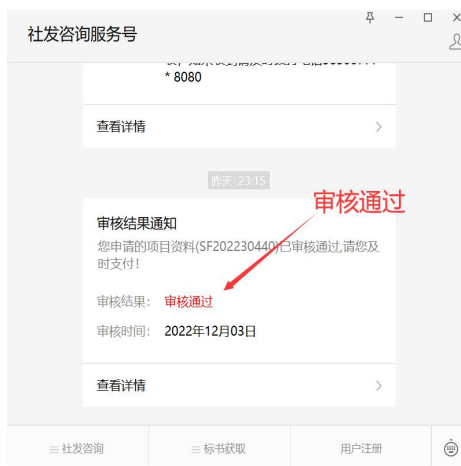 社发咨询服务号
* 8080
查看详情
昨天 23:15
审核通过
审核结果通知
您申请的项目资料(SF202230440)已审核通过,请您及
时支付!
审核结果: 审核通过
审核时间: 2022年12月03日
查看详情
社发咨询 标书获取 用户注册